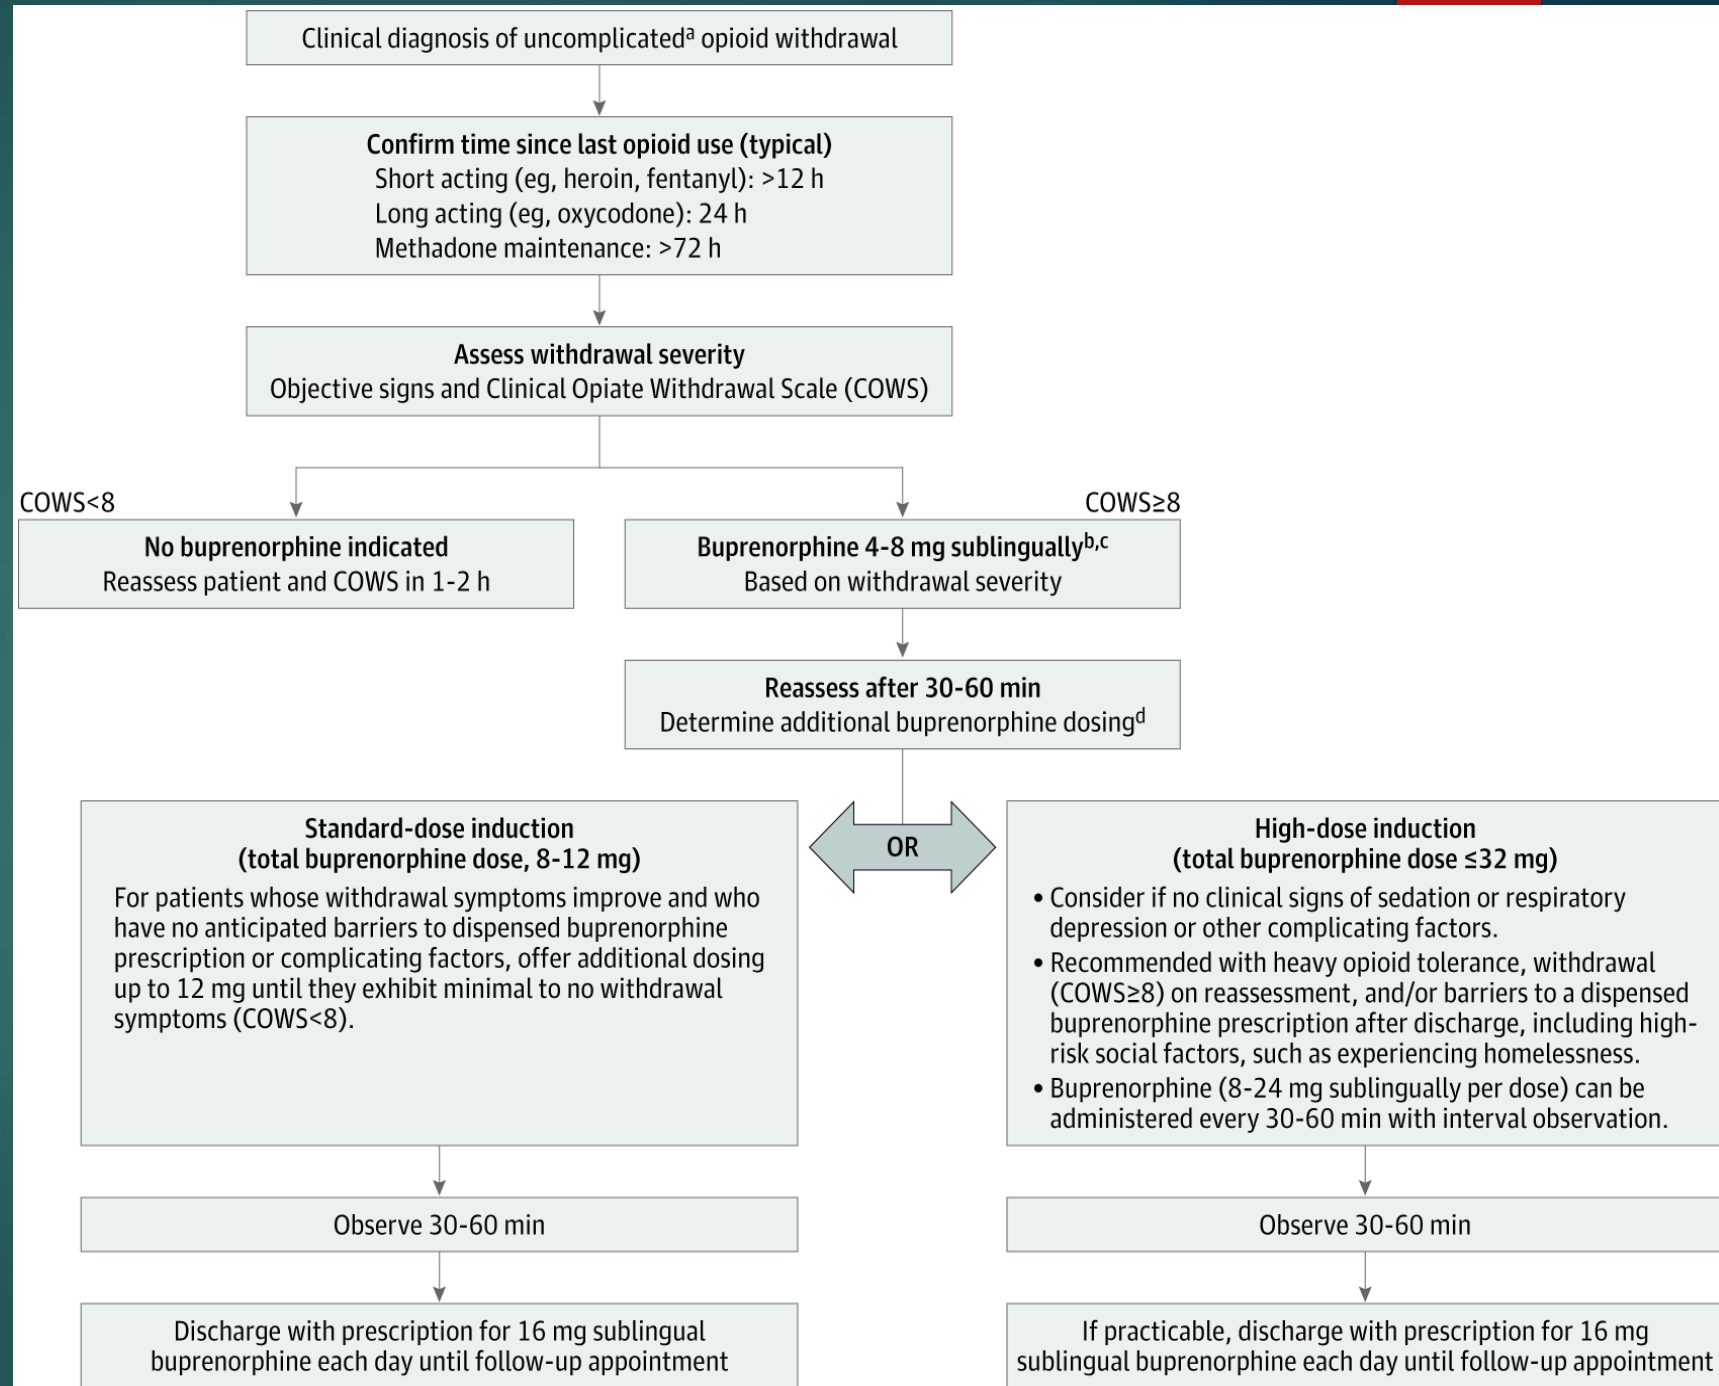 Clinical diagnosis of uncomplicatedᵃ opioid withdrawal
Confirm time since last opioid use (typical)
Short acting (eg, heroin, fentanyl): >12 h
Long acting (eg, oxycodone): 24 h
Methadone maintenance: >72 h
Assess withdrawal severity
Objective signs and Clinical Opiate Withdrawal Scale (COWS)
COWS<8
No buprenorphine indicated
Reassess patient and COWS in 1-2 h
COWS≥8
Buprenorphine 4-8 mg sublinguallyᵇ,ᶜ
Based on withdrawal severity
Reassess after 30-60 min
Determine additional buprenorphine dosingᵈ
OR
Standard-dose induction
(total buprenorphine dose, 8-12 mg)
For patients whose withdrawal symptoms improve and who
have no anticipated barriers to dispensed buprenorphine
prescription or complicating factors, offer additional dosing
up to 12 mg until they exhibit minimal to no withdrawal
symptoms (COWS<8).
Observe 30-60 min
Discharge with prescription for 16 mg sublingual
buprenorphine each day until follow-up appointment
High-dose induction
(total buprenorphine dose ≤32 mg)
• Consider if no clinical signs of sedation or respiratory
depression or other complicating factors.
• Recommended with heavy opioid tolerance, withdrawal
(COWS≥8) on reassessment, and/or barriers to a dispensed
buprenorphine prescription after discharge, including high-
risk social factors, such as experiencing homelessness.
• Buprenorphine (8-24 mg sublingually per dose) can be
administered every 30-60 min with interval observation.
Observe 30-60 min
If practicable, discharge with prescription for 16 mg
sublingual buprenorphine each day until follow-up appointment